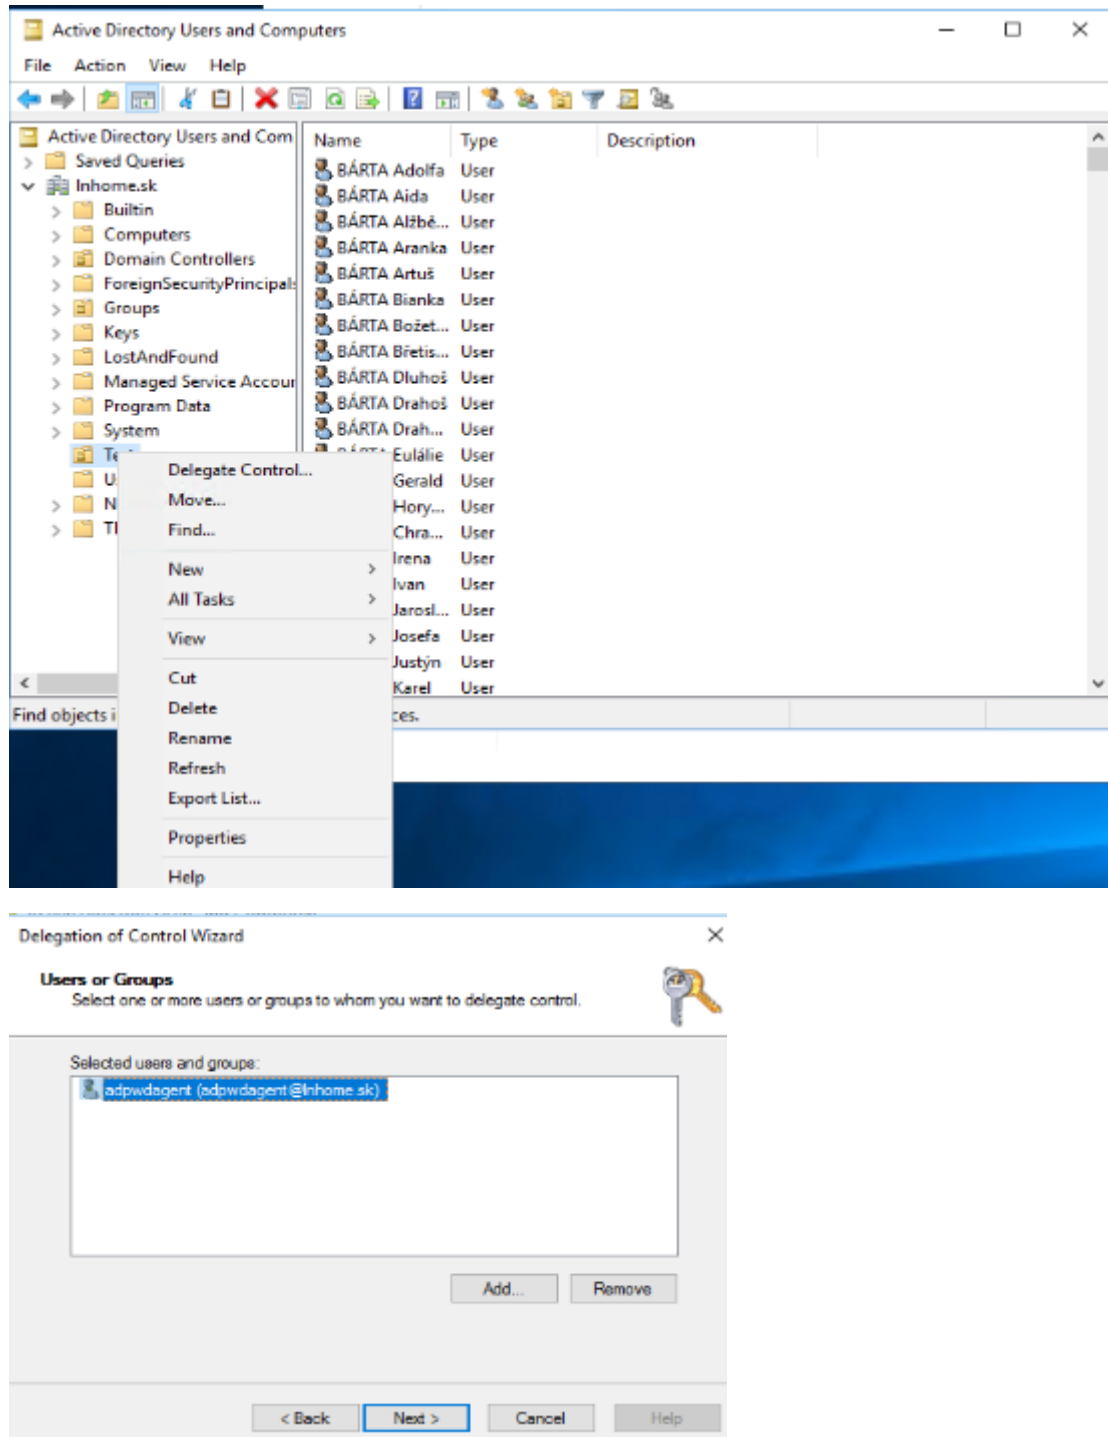 Active Directory Users and Computers
File Action View Help
Active Directory Users and Com
Saved Queries
lnhome.sk
Builtin
Computers
Domain Controllers
ForeignSecurityPrincipals
Groups
Keys
LostAndFound
Managed Service Accour
Program Data
System
Te
U
N
Name Type Description
BÁRTA Adolfa User
BÁRTA Aida User
BÁRTA Alžbě... User
BÁRTA Aranka User
BÁRTA Artuš User
BÁRTA Bianka User
BÁRTA Božet... User
BÁRTA Břetis... User
BÁRTA Dluhoš User
BÁRTA Drahoš User
BÁRTA Drah... User
Eulálie User
Gerald User
Hory... User
Chra... User
Irena User
Ivan User
Jarosl... User
Josefa User
Justýn User
Karel User
Delegate Control...
Move...
Find...
New
All Tasks
View
Cut
Delete
Rename
Refresh
Export List...
Properties
Help
Find objects i
ces.
Delegation of Control Wizard
Users or Groups
Select one or more users or groups to whom you want to delegate control.
Selected users and groups:
adpwdagent (adpwdagent@lnhome.sk)
Add... Remove
< Back Next > Cancel Help